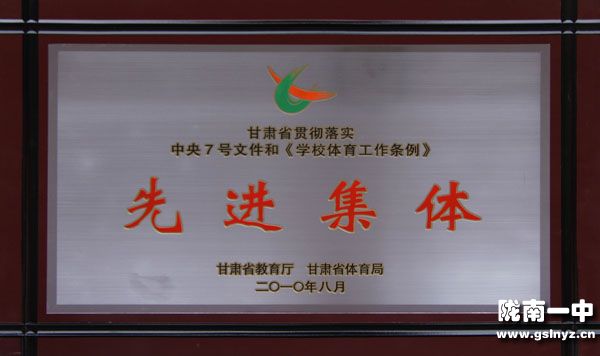 甘肃省贯彻落实
中央7号文件和《学校体育工作条例》
先进集体
甘肃省教育厅 甘肃省体育局
二〇一〇年八月
陇南一中
www.gslnyz.cn